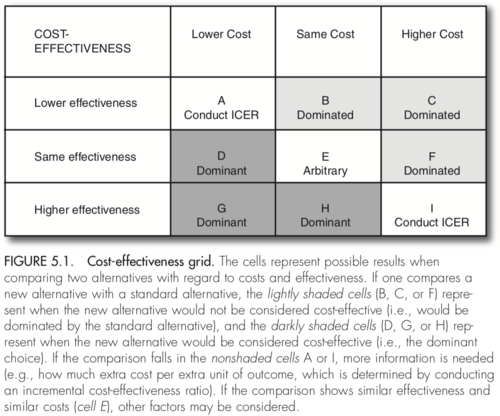 COST-
EFFECTIVENESS
Lower Cost
Same Cost
Higher Cost
Lower effectiveness
A
Conduct ICER
B
Dominated
C
Dominated
Same effectiveness
D
Dominant
E
Arbitrary
F
Dominated
Higher effectiveness
G
Dominant
H
Dominant
I
Conduct ICER
FIGURE 5.1. Cost-effectiveness grid. The cells represent possible results when
comparing two alternatives with regard to costs and effectiveness. If one compares a
new alternative with a standard alternative, the lightly shaded cells (B, C, or F) repre-
sent when the new alternative would not be considered cost-effective (i.e., would
be dominated by the standard alternative), and the darkly shaded cells (D, G, or H) rep-
resent when the new alternative would be considered cost-effective (i.e., the dominant
choice). If the comparison falls in the nonshaded cells A or I, more information is needed
(e.g., how much extra cost per extra unit of outcome, which is determined by conducting
an incremental cost-effectiveness ratio). If the comparison shows similar effectiveness and
similar costs (cell E), other factors may be considered.